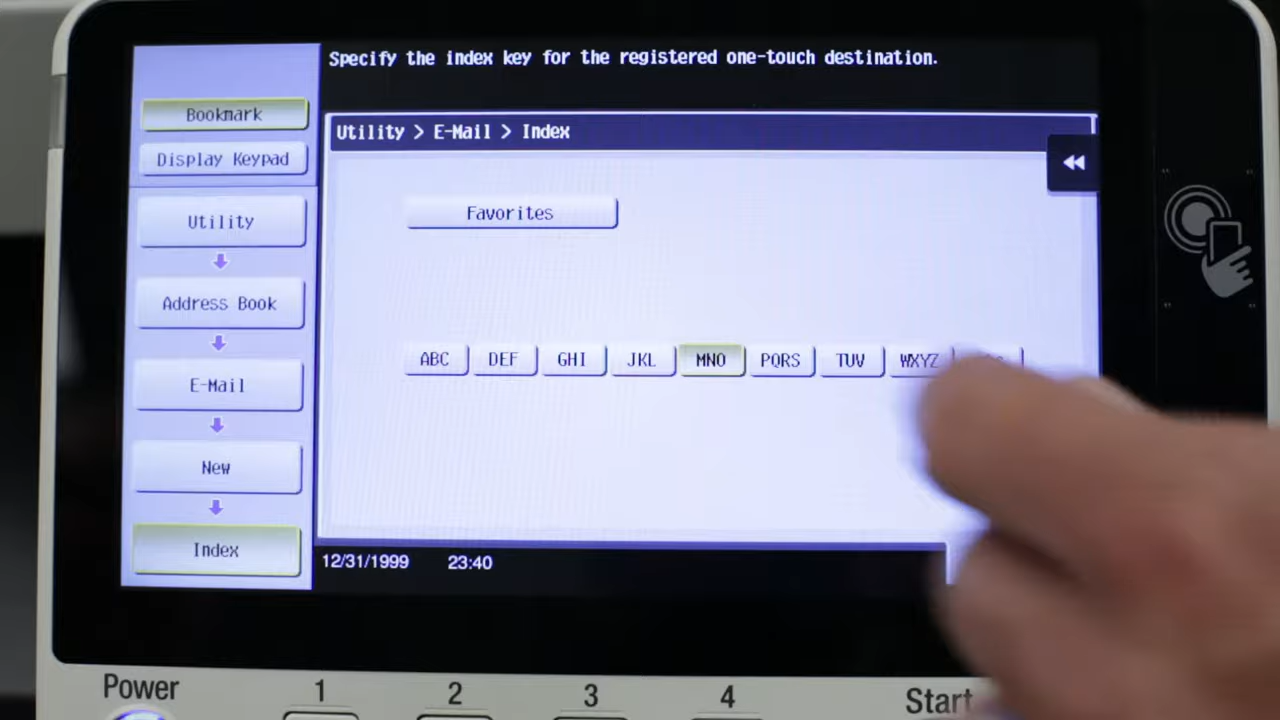 Specify the index key for the registered one-touch destination.
Bookmark
Display Keypad
Utility
Address Book
E-Mail
New
Index
Utility > E-Mail > Index
Favorites
ABC DEF GHI JKL MNO PQRS TUV WXYZ
12/31/1999 23:40
Power 1 2 3 4 Start